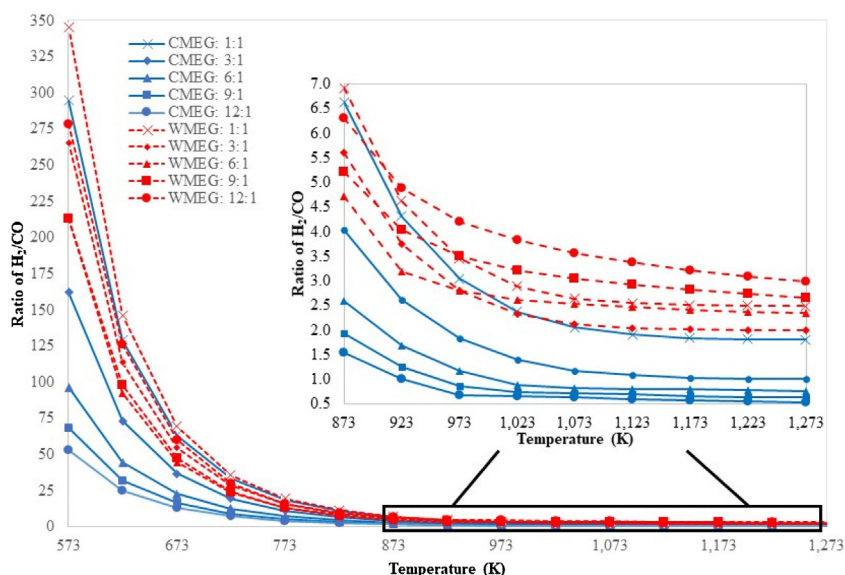 350
325
300
275
250
225
200
175
150
125
100
75
50
25
0
Ratio of H2/CO
CMEG: 1:1
CMEG: 3:1
CMEG: 6:1
CMEG: 9:1
CMEG: 12:1
WMEG: 1:1
WMEG: 3:1
WMEG: 6:1
WMEG: 9:1
WMEG: 12:1
7.0
6.5
6.0
5.5
5.0
4.5
4.0
3.5
3.0
2.5
2.0
1.5
1.0
0.5
Ratio of H2/CO
873 923 973 1,023 1,073 1,123 1,173 1,223 1,273
Temperature (K)
573 673 773 873 973 1,073 1,173 1,273
Temperature (K)